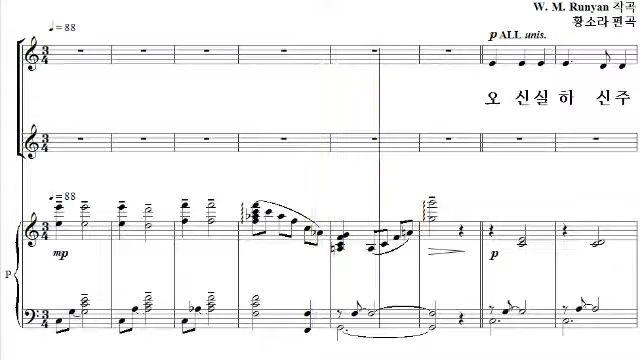 W. M. Runyan 작곡
♩= 88
황소라 편곡
p ALL unis.
오 신실 하 신 주
♩= 88
mp
p
p